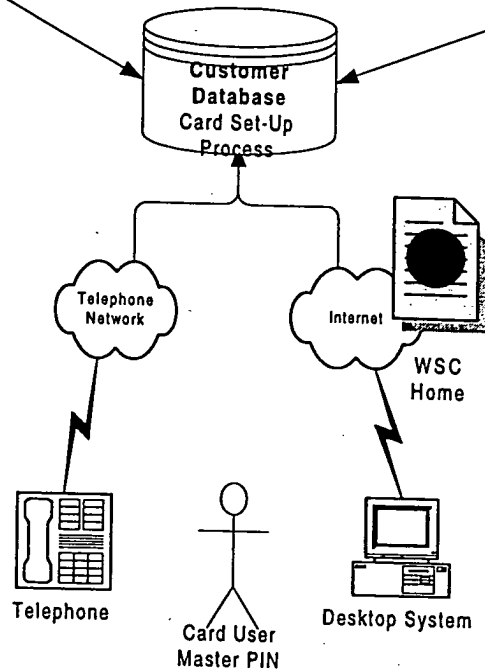 Customer
Database
Card Set-Up
Process
Telephone
Network
Internet
WSC
Home
Telephone
Card User
Master PIN
Desktop System